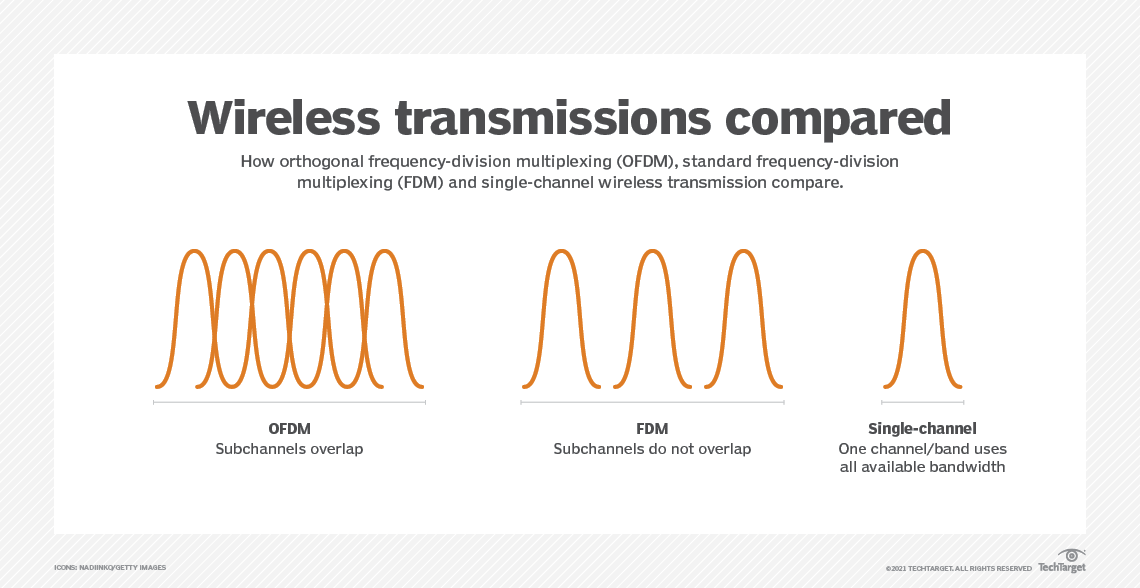 Wireless transmissions compared
How orthogonal frequency-division multiplexing (OFDM), standard frequency-division
multiplexing (FDM) and single-channel wireless transmission compare.
OFDM
Subchannels overlap
FDM
Subchannels do not overlap
Single-channel
One channel/band uses
all available bandwidth
ICONS: NADIINKO/GETTY IMAGES
©2021 TECHTARGET. ALL RIGHTS RESERVED
TechTarget